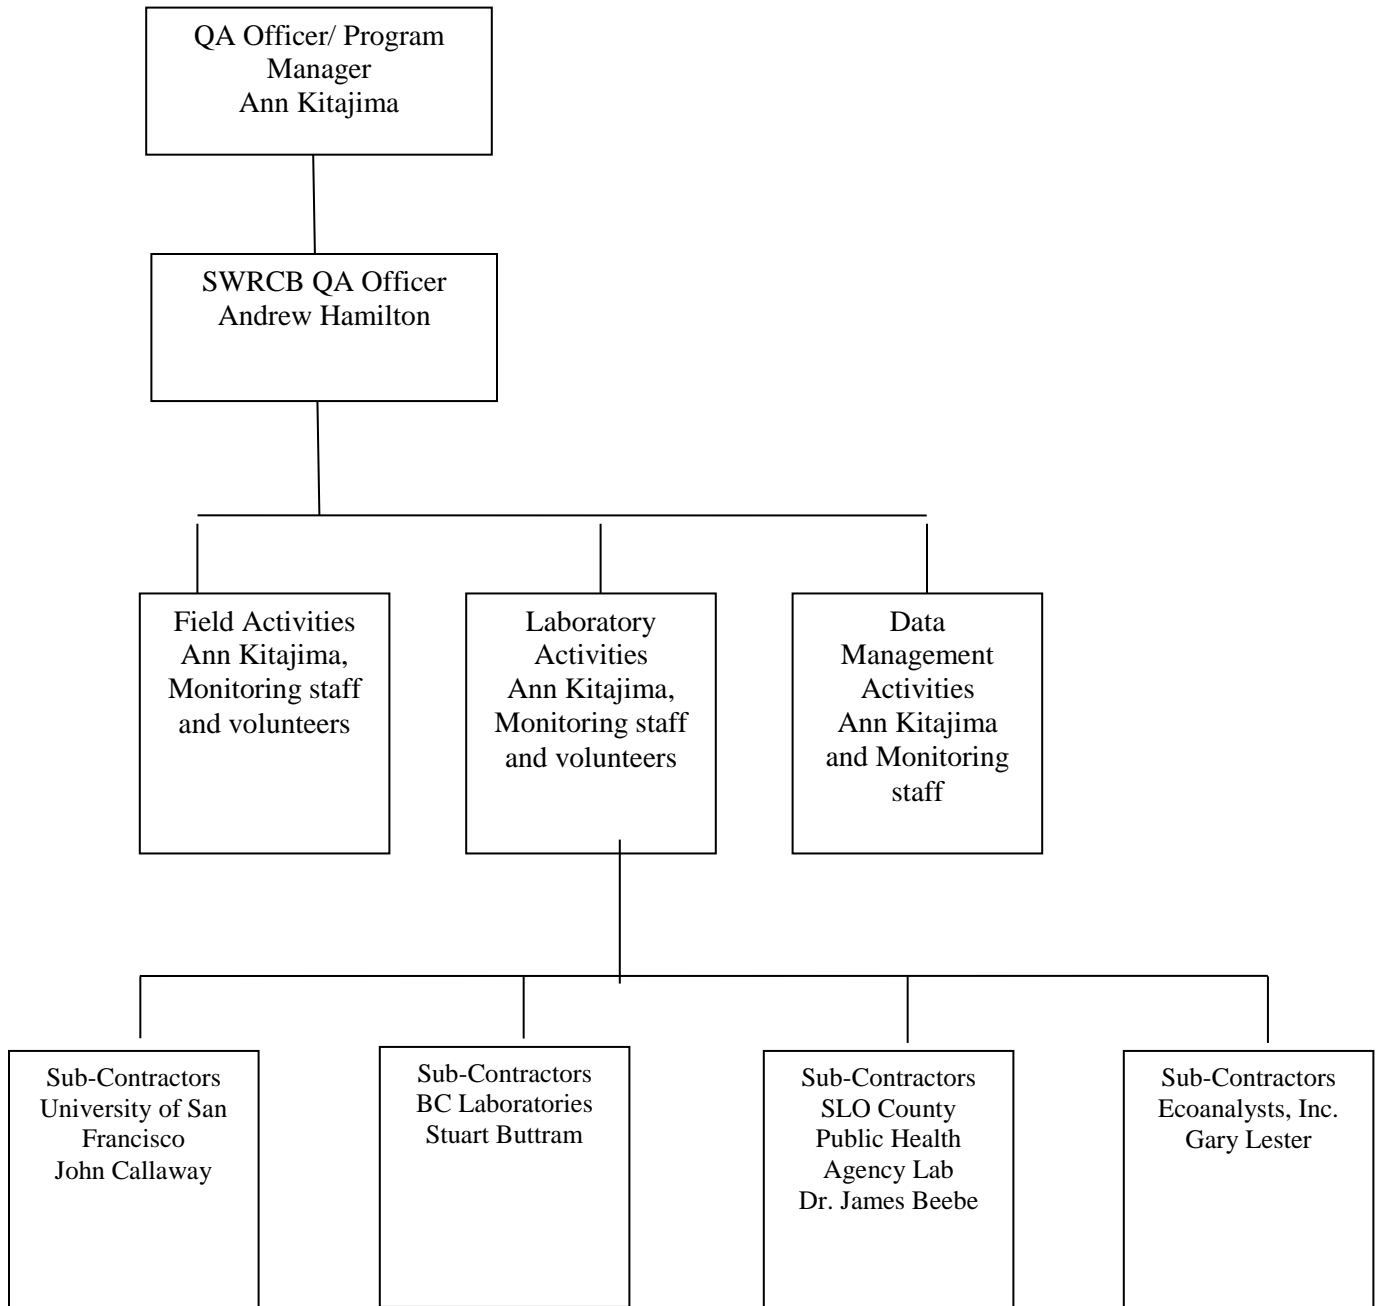 QA Officer/ Program
Manager
Ann Kitajima
SWRCB QA Officer
Andrew Hamilton
Field Activities
Ann Kitajima,
Monitoring staff
and volunteers
Laboratory
Activities
Ann Kitajima,
Monitoring staff
and volunteers
Data
Management
Activities
Ann Kitajima
and Monitoring
staff
Sub-Contractors
University of San
Francisco
John Callaway
Sub-Contractors
BC Laboratories
Stuart Buttram
Sub-Contractors
SLO County
Public Health
Agency Lab
Dr. James Beebe
Sub-Contractors
Ecoanalysts, Inc.
Gary Lester